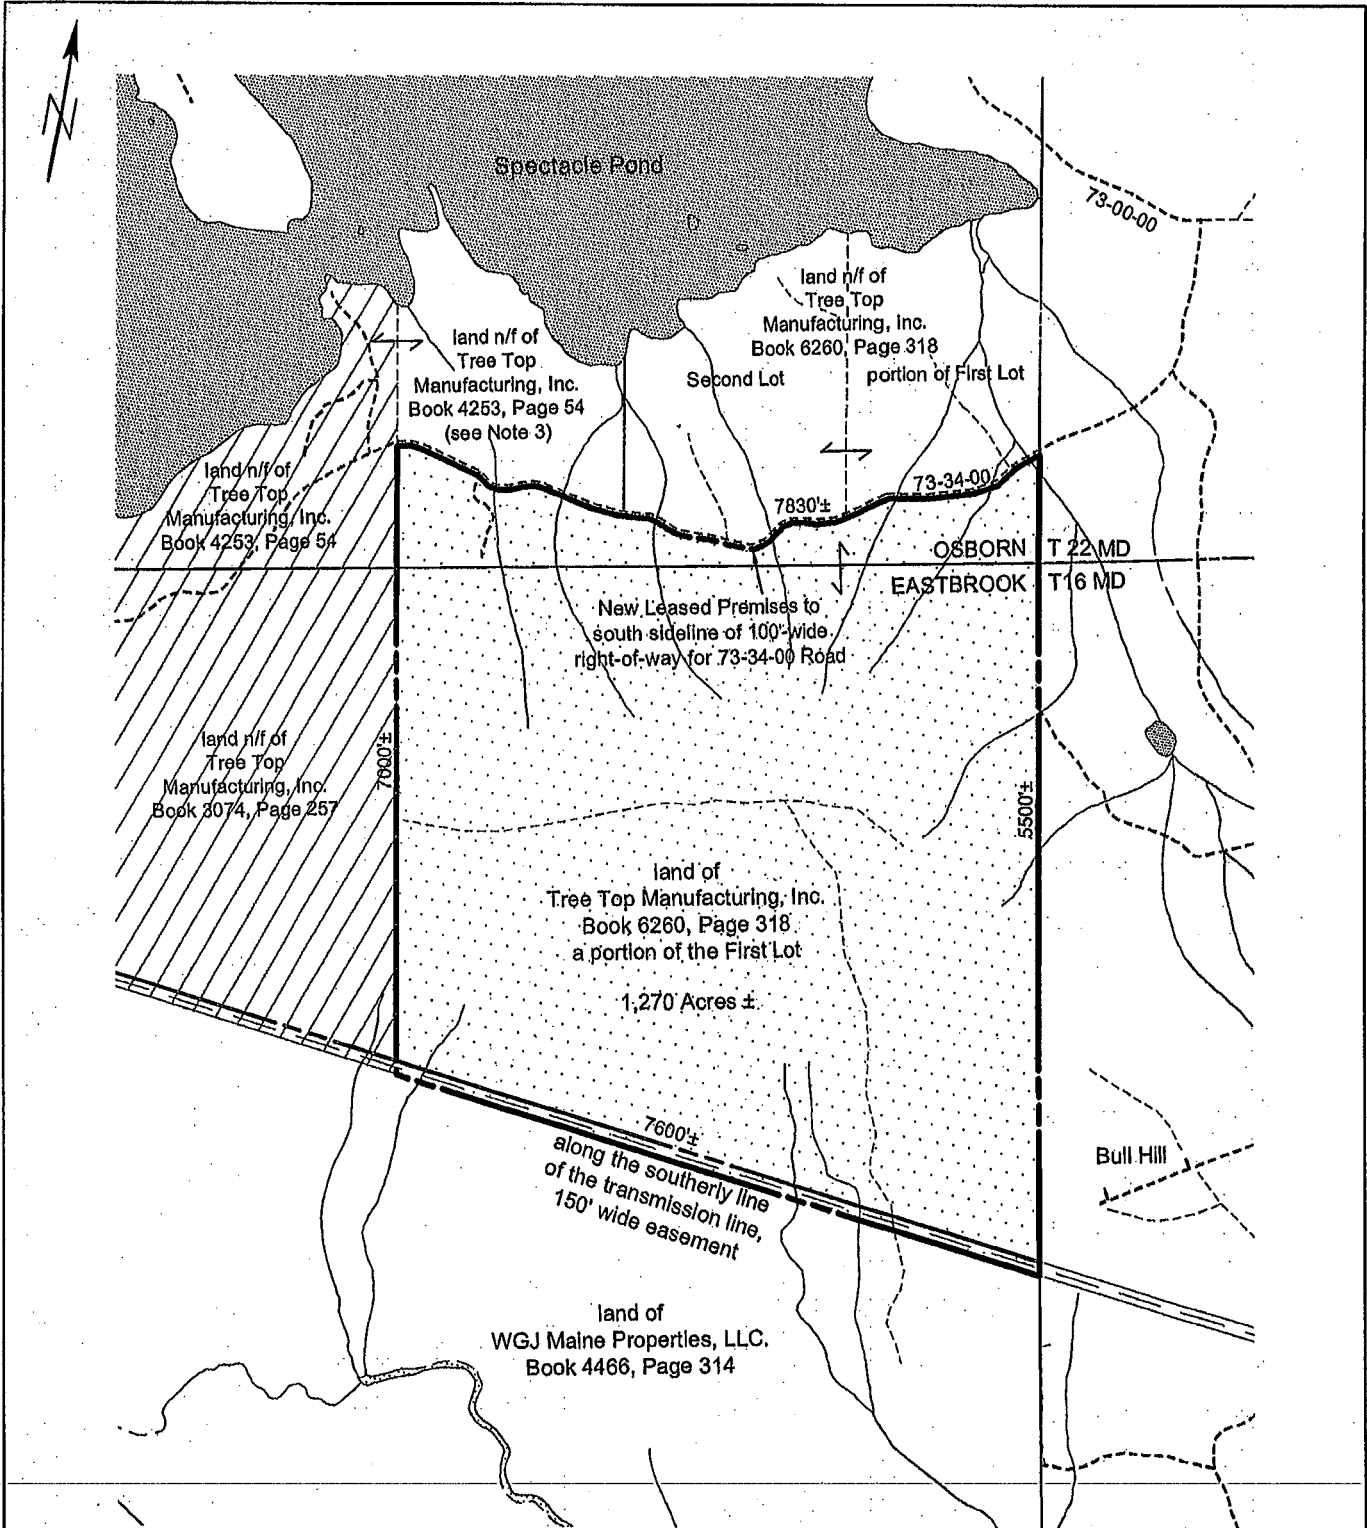 N
Spectacle Pond
73-00-00
land n/f of
Tree Top
Manufacturing, Inc.
Book 6260, Page 318
Second Lot
portion of First Lot
land n/f of
Tree Top
Manufacturing, Inc.
Book 4253, Page 54
(see Note 3)
land n/f of
Tree Top
Manufacturing, Inc.
Book 4253, Page 54
73-34-00
7830'±
OSBORN
T 22 MD
EASTBROOK
T16 MD
New Leased Premises to
south sideline of 100'-wide
right-of-way for 73-34-00 Road
land n/f of
Tree Top
Manufacturing, Inc.
Book 3074, Page 257
7000'±
5500'±
land of
Tree Top Manufacturing, Inc.
Book 6260, Page 318
a portion of the First Lot
1,270 Acres ±
7600'±
along the southerly line
of the transmission line,
150' wide easement
Bull Hill
land of
WGJ Maine Properties, LLC.
Book 4466, Page 314